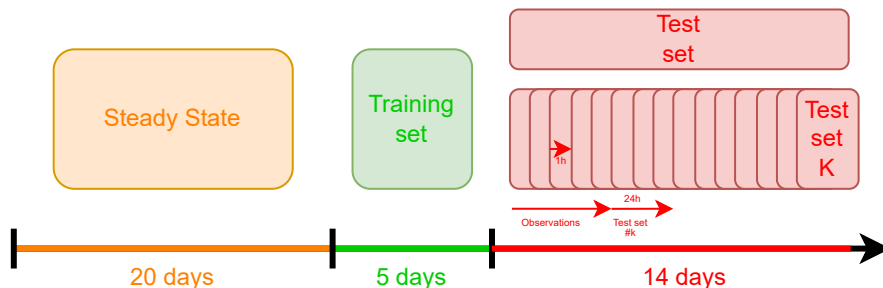 Test
set
Steady State
Training
set
Test
set
K
1h
24h
Observations
Test set
#k
20 days
5 days
14 days